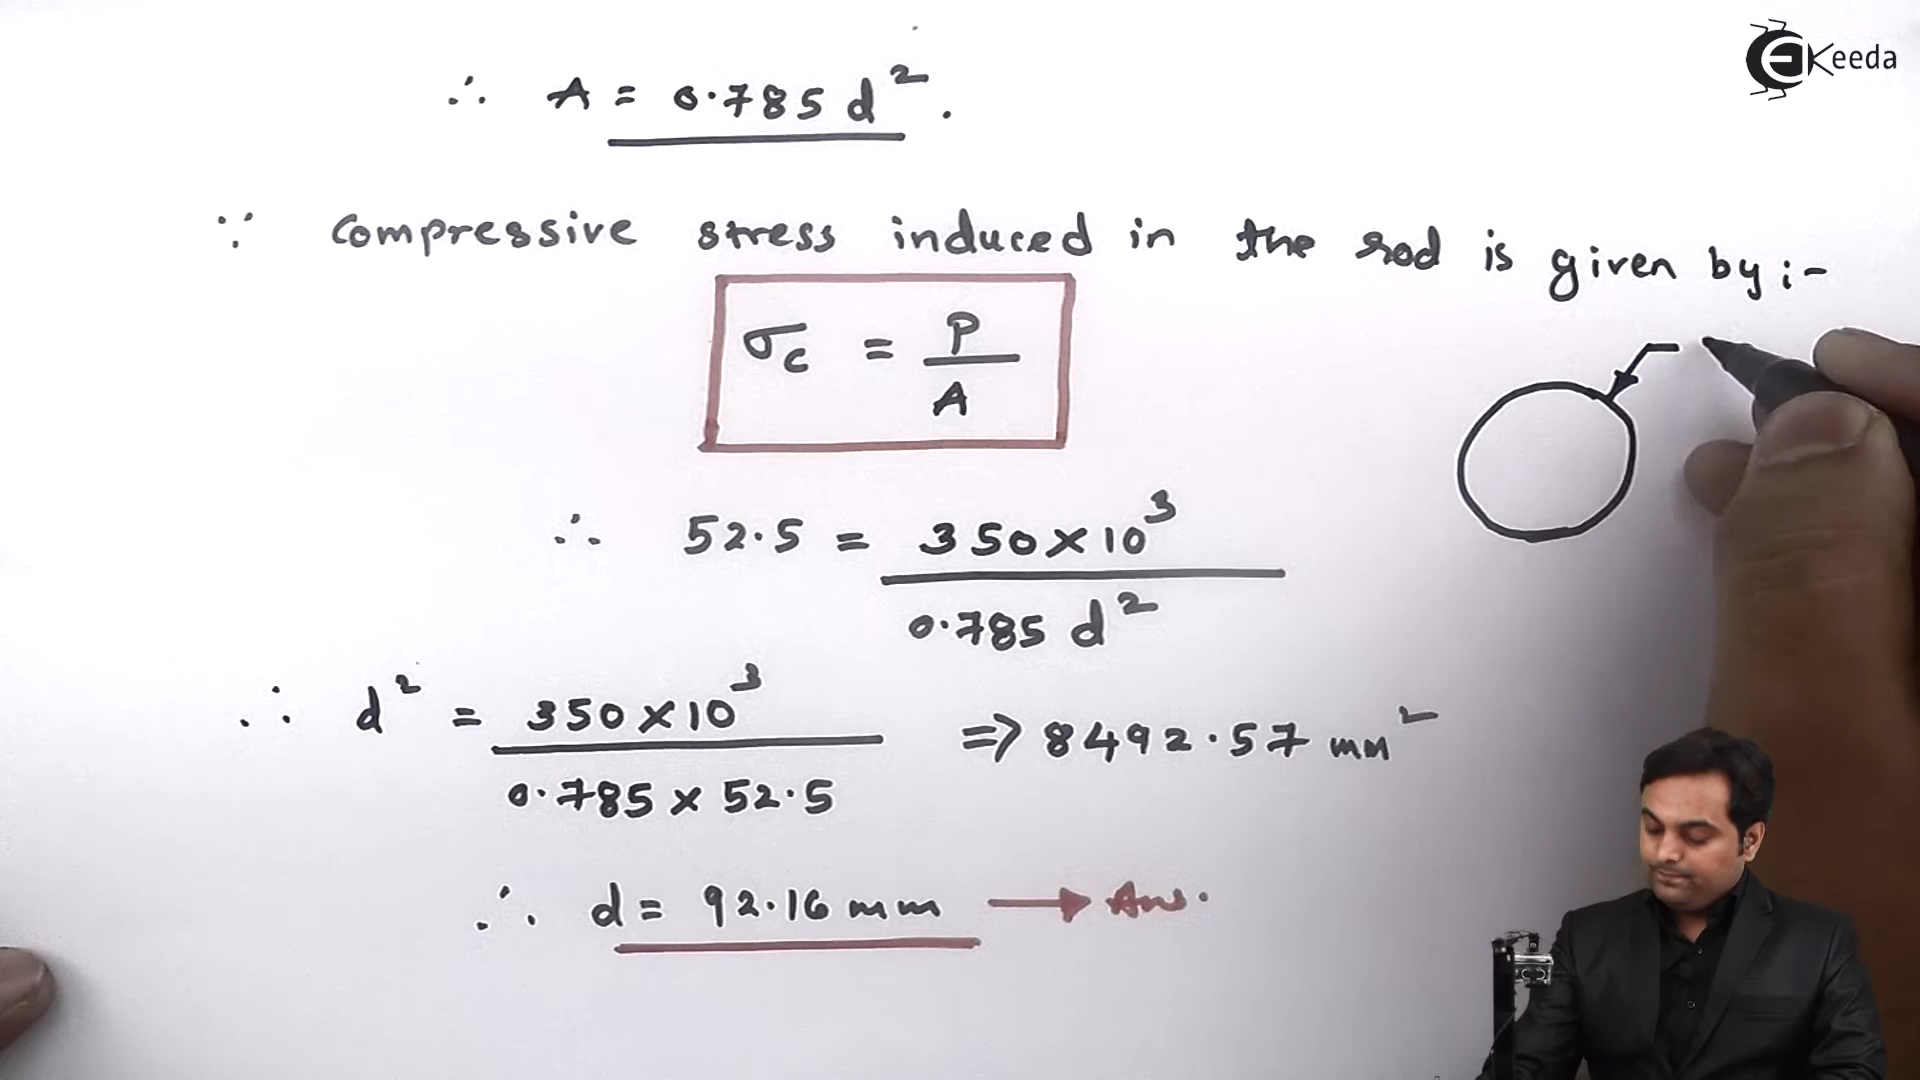 Keeda
∴ A = 0.785 d².
∵ compressive stress induced in the rod is given by :-
σc = P/A
∴ 52.5 = 350×10³ / 0.785 d²
∴ d² = 350×10³ / 0.785 × 52.5 ⇒ 8492.57 mm²
∴ d = 92.16 mm → Ans.